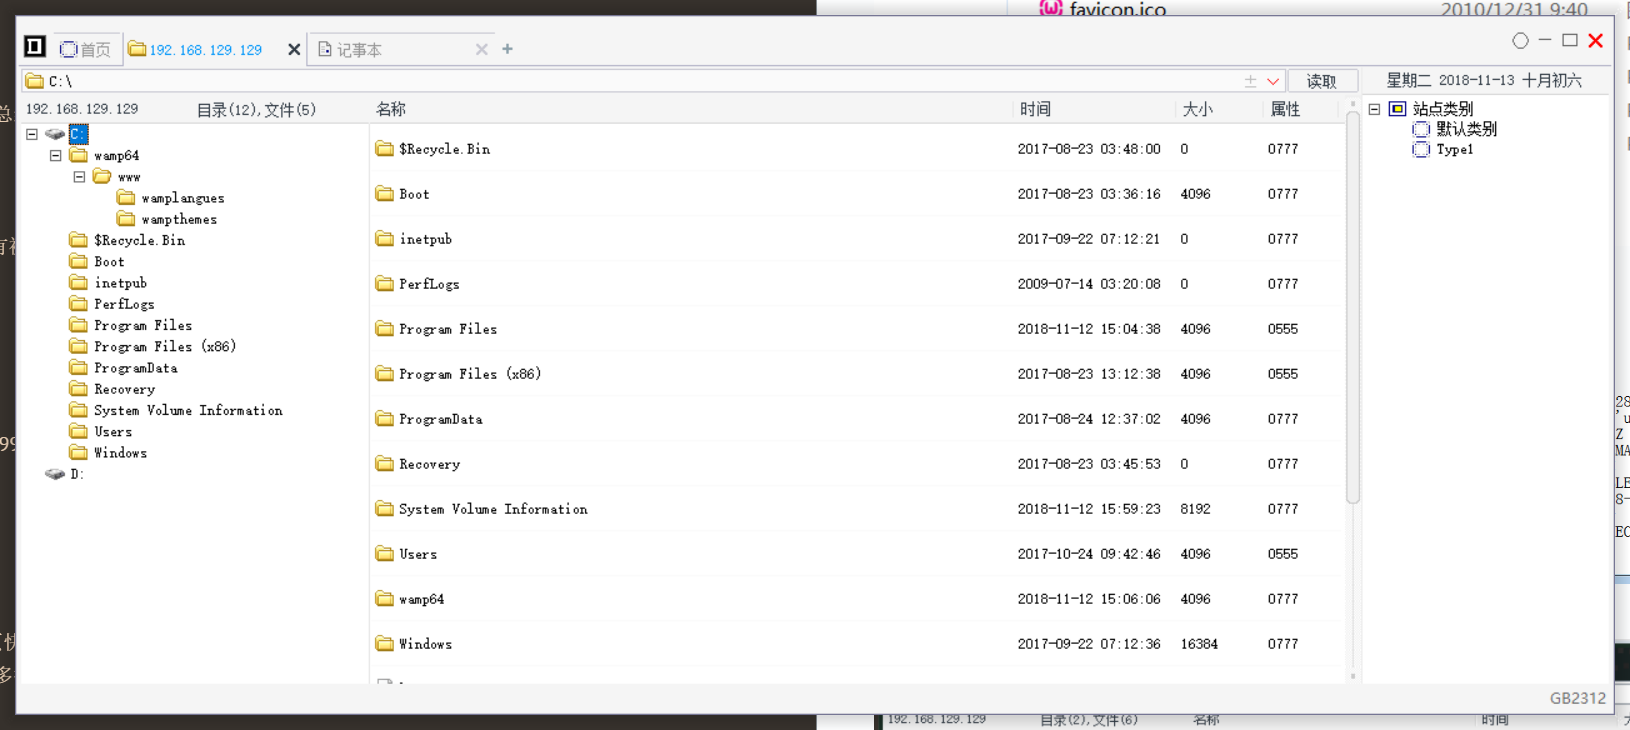 favicon.ico 2010/12/31 9:40
首页 192.168.129.129 记事本
C:\ 读取 星期二 2018-11-13 十月初六
192.168.129.129 目录(12),文件(5) 名称 时间 大小 属性
C:
wamp64
www
wamplangues
wampthemes
$Recycle.Bin
Boot
inetpub
PerfLogs
Program Files
Program Files (x86)
ProgramData
Recovery
System Volume Information
Users
Windows
D:
$Recycle.Bin 2017-08-23 03:48:00 0 0777
Boot 2017-08-23 03:36:16 4096 0777
inetpub 2017-09-22 07:12:21 0 0777
PerfLogs 2009-07-14 03:20:08 0 0777
Program Files 2018-11-12 15:04:38 4096 0555
Program Files (x86) 2017-08-23 13:12:38 4096 0555
ProgramData 2017-08-24 12:37:02 4096 0777
Recovery 2017-08-23 03:45:53 0 0777
System Volume Information 2018-11-12 15:59:23 8192 0777
Users 2017-10-24 09:42:46 4096 0555
wamp64 2018-11-12 15:06:06 4096 0777
Windows 2017-09-22 07:12:36 16384 0777
站点类别
默认类别
Type1
GB2312
192.168.129.129 目录(2),文件(6) 名称 时间